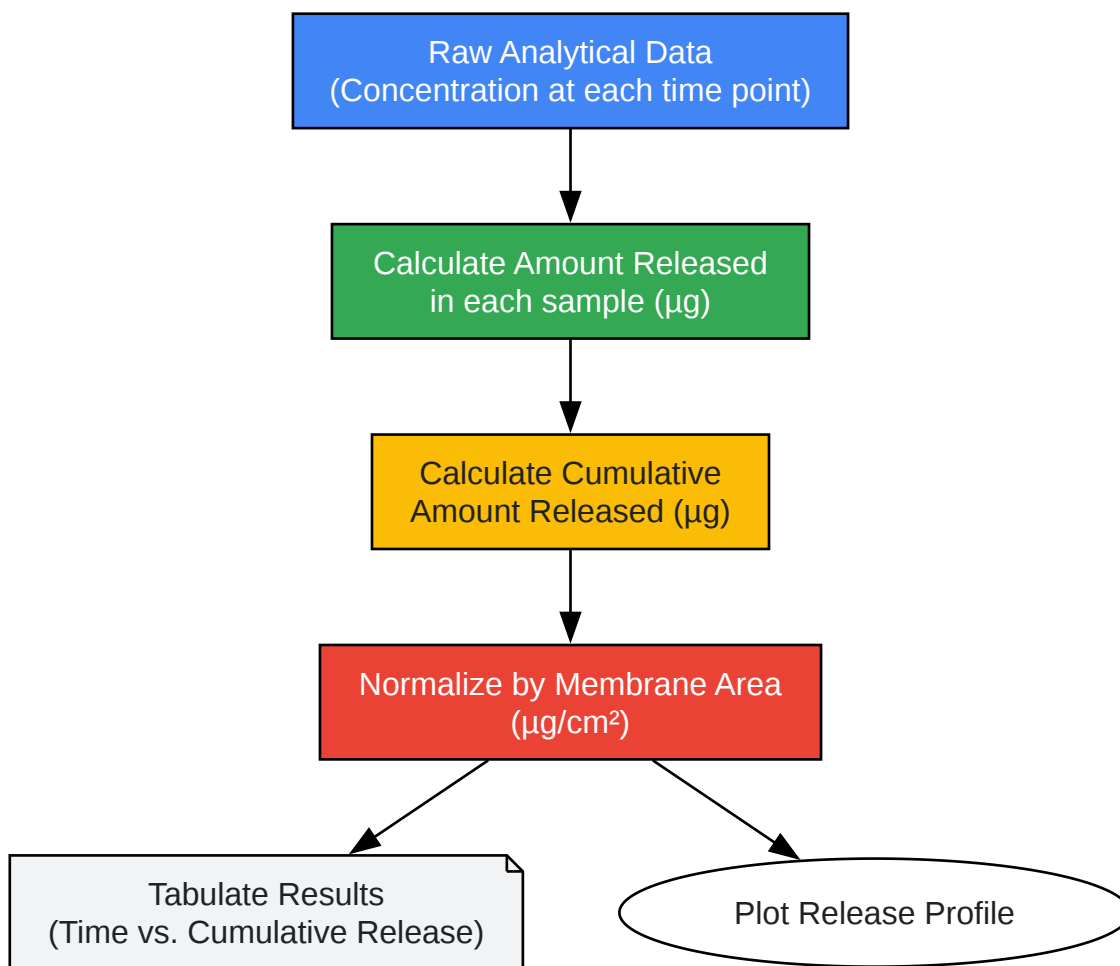 Raw Analytical Data
(Concentration at each time point)
Calculate Amount Released
in each sample (µg)
Calculate Cumulative
Amount Released (µg)
Normalize by Membrane Area
(µg/cm²)
Tabulate Results
(Time vs. Cumulative Release)
Plot Release Profile